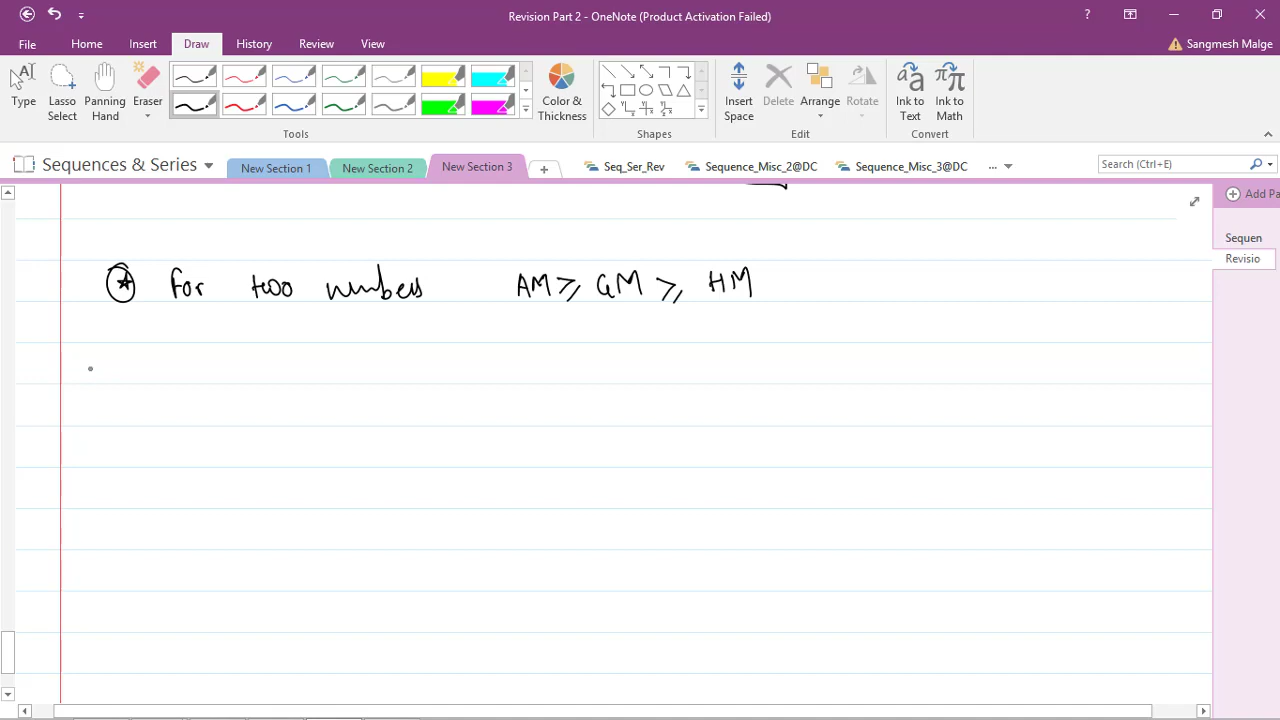 Revision Part 2 - OneNote (Product Activation Failed)
File Home Insert Draw History Review View Sangmesh Malge
Type Lasso Select Panning Hand Eraser Color & Thickness Insert Space Delete Arrange Rotate Ink to Text Ink to Math
Tools Shapes Edit Convert
Sequences & Series New Section 1 New Section 2 New Section 3 Seq_Ser_Rev Sequence_Misc_2@DC Sequence_Misc_3@DC ... Search (Ctrl+E)
Add Pa
Sequen
Revisio
For two numbers AM ≥ GM ≥ HM